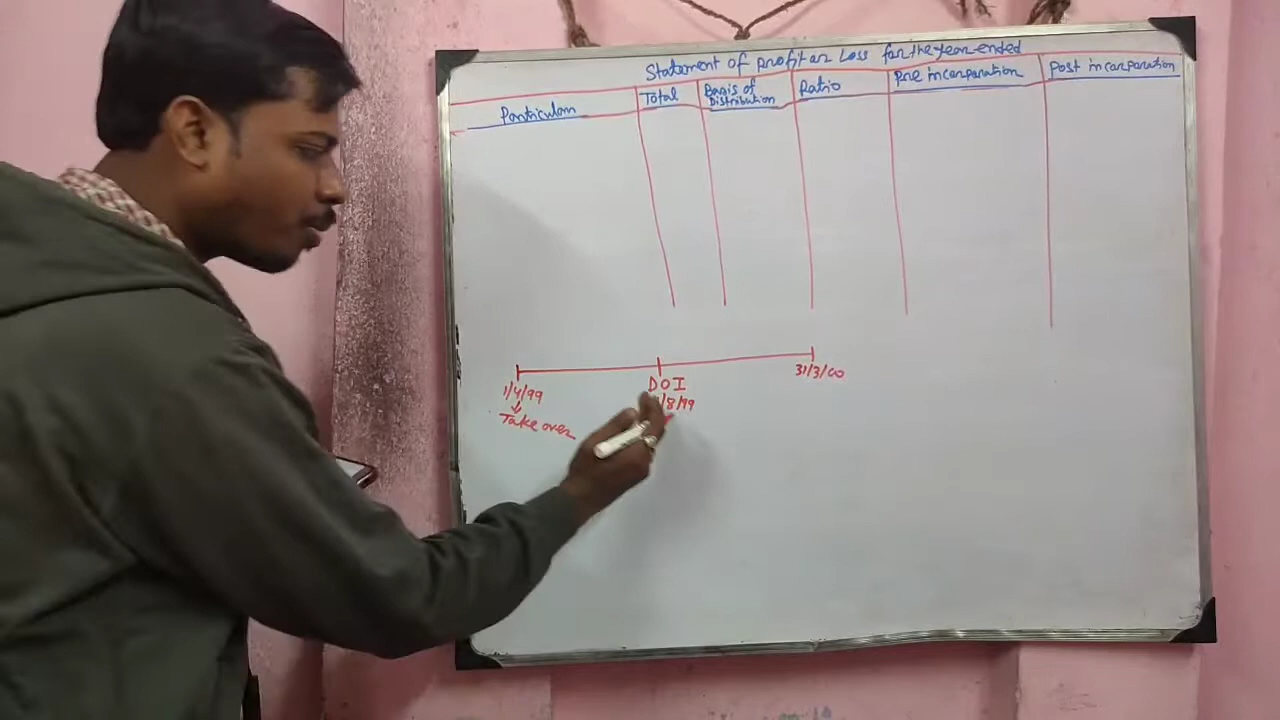 Statement of profit or Loss for the year ended
Particulars Total Basis of Distribution Ratio Pre incorporation Post incorporation
1/4/99 DOI 31/3/00
Take over /8/99